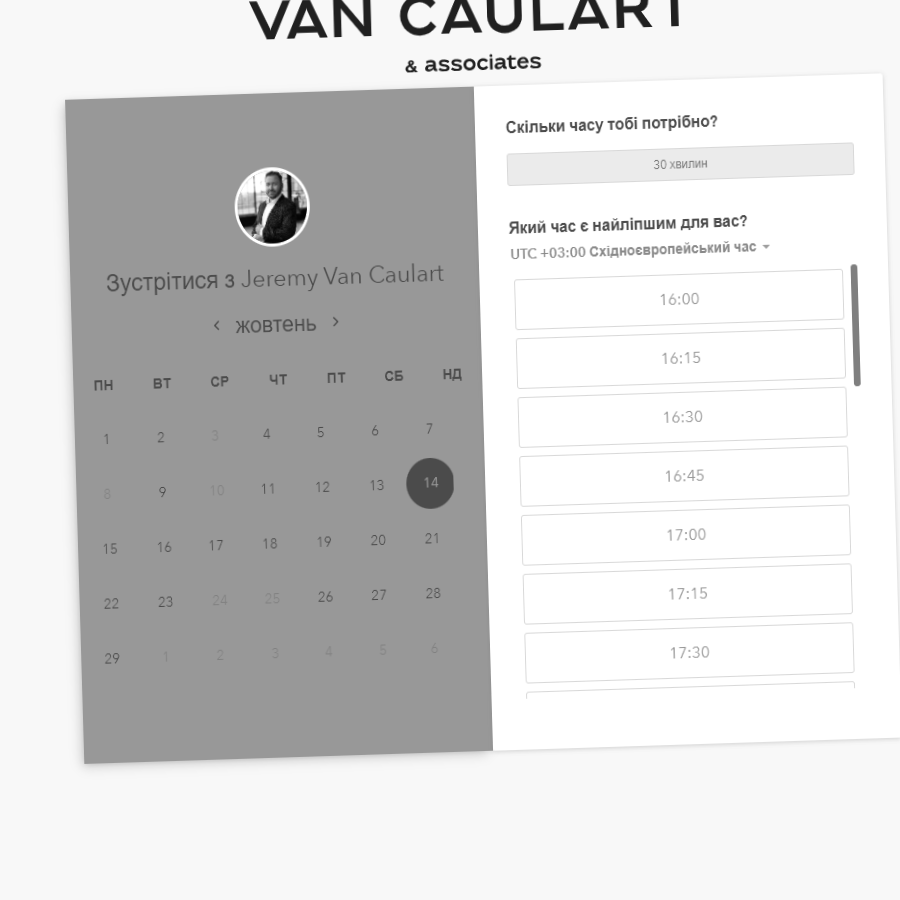 VAN CAULART
& associates
Зустрітися з Jeremy Van Caulart
‹ жовтень ›
ПН ВТ СР ЧТ ПТ СБ НД
1 2 3 4 5 6 7
8 9 10 11 12 13 14
15 16 17 18 19 20 21
22 23 24 25 26 27 28
29 1 2 3 4 5 6
Скільки часу тобі потрібно?
30 хвилин
Який час є найліпшим для вас?
UTC +03:00 Східноєвропейський час
16:00
16:15
16:30
16:45
17:00
17:15
17:30